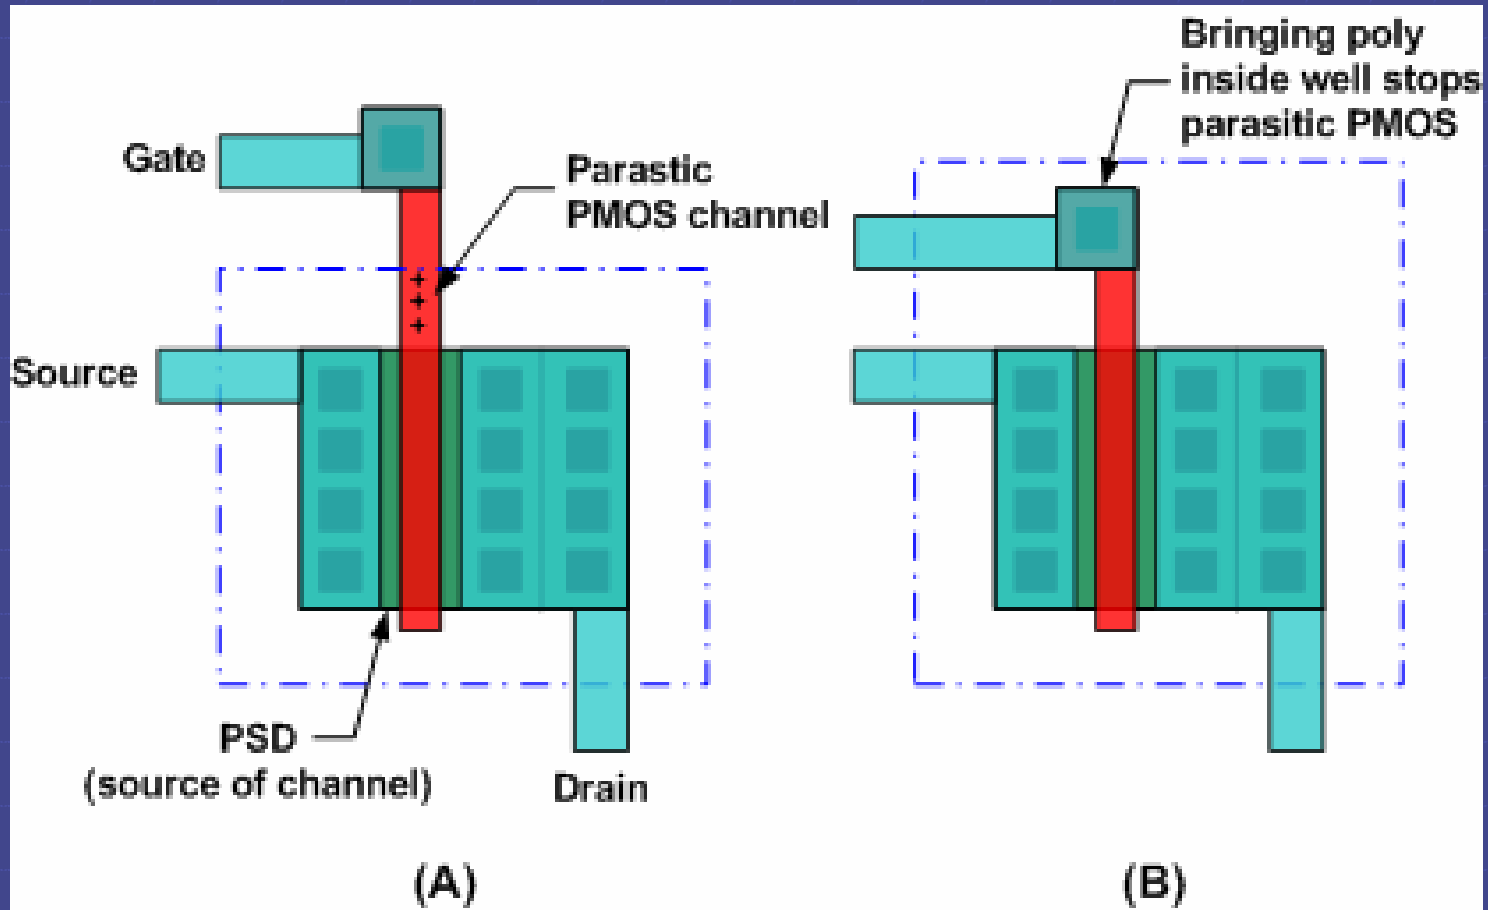 Bringing poly
inside well stops
parasitic PMOS
Gate
Parastic
PMOS channel
Source
PSD
(source of channel)
Drain
+
+
+
(A)
(B)